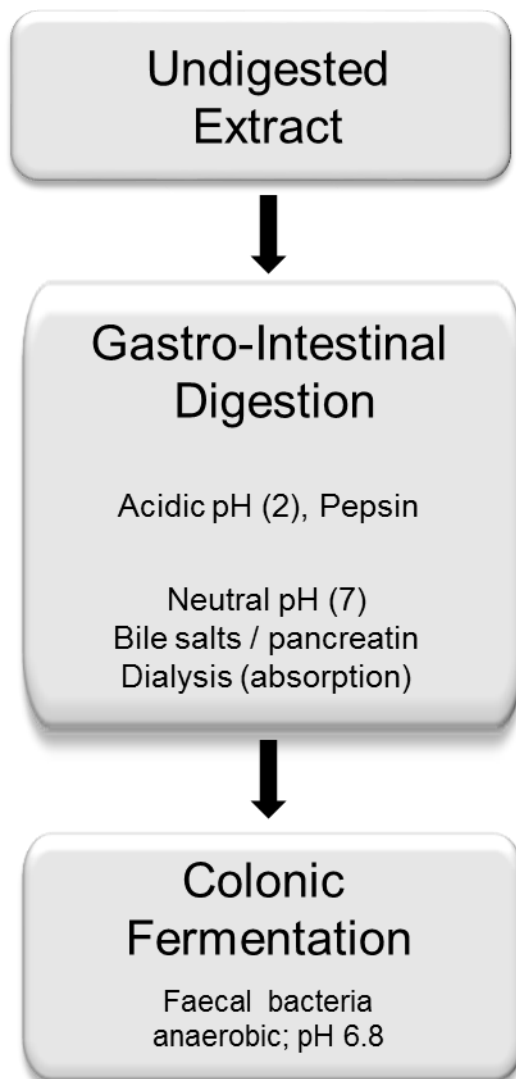 Undigested
Extract
Gastro-Intestinal
Digestion
Acidic pH (2), Pepsin
Neutral pH (7)
Bile salts / pancreatin
Dialysis (absorption)
Colonic
Fermentation
Faecal bacteria
anaerobic; pH 6.8